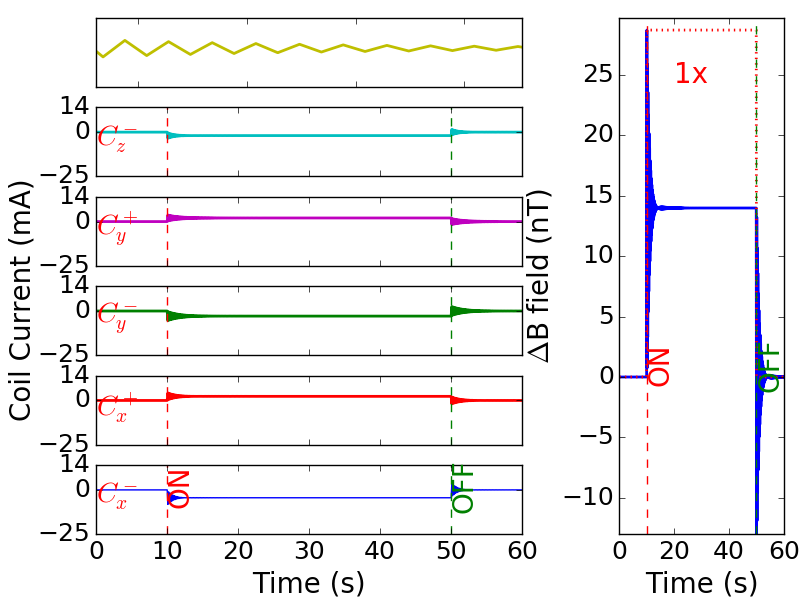 Coil Current (mA)
14
0
−25
C_z^−
14
0
−25
C_y^+
14
0
−25
C_y^−
14
0
−25
C_x^+
14
0
−25
C_x^−
ON
OFF
0 10 20 30 40 50 60
Time (s)
ΔB field (nT)
25
20
15
10
5
0
−5
−10
1x
ON
OFF
0 20 40 60
Time (s)